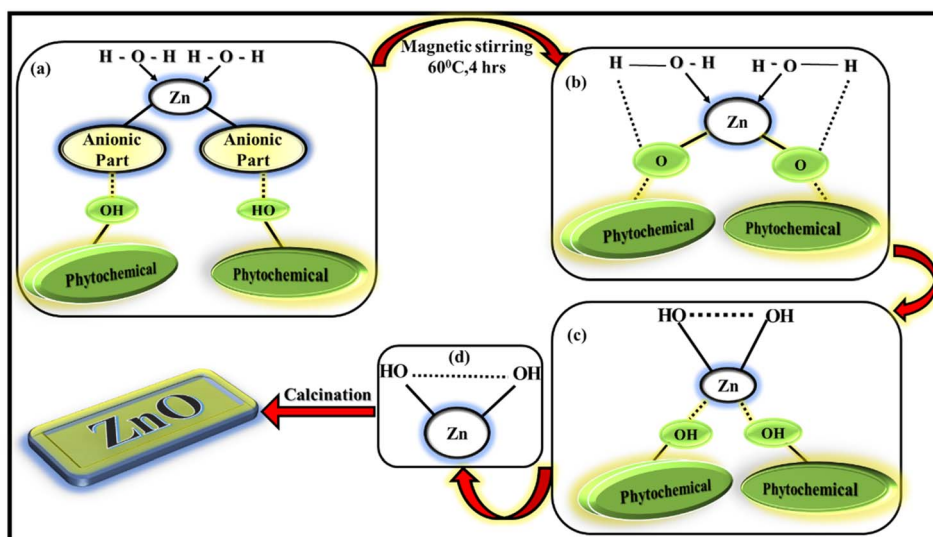 (a)
H - O - H H - O - H
Zn
Anionic
Part
Anionic
Part
OH
HO
Phytochemical
Phytochemical
Magnetic stirring
60⁰C,4 hrs
(b)
H — O - H H - O — H
Zn
O
O
Phytochemical
Phytochemical
(c)
HO OH
Zn
OH
OH
Phytochemical
Phytochemical
(d)
HO OH
Zn
Calcination
ZnO